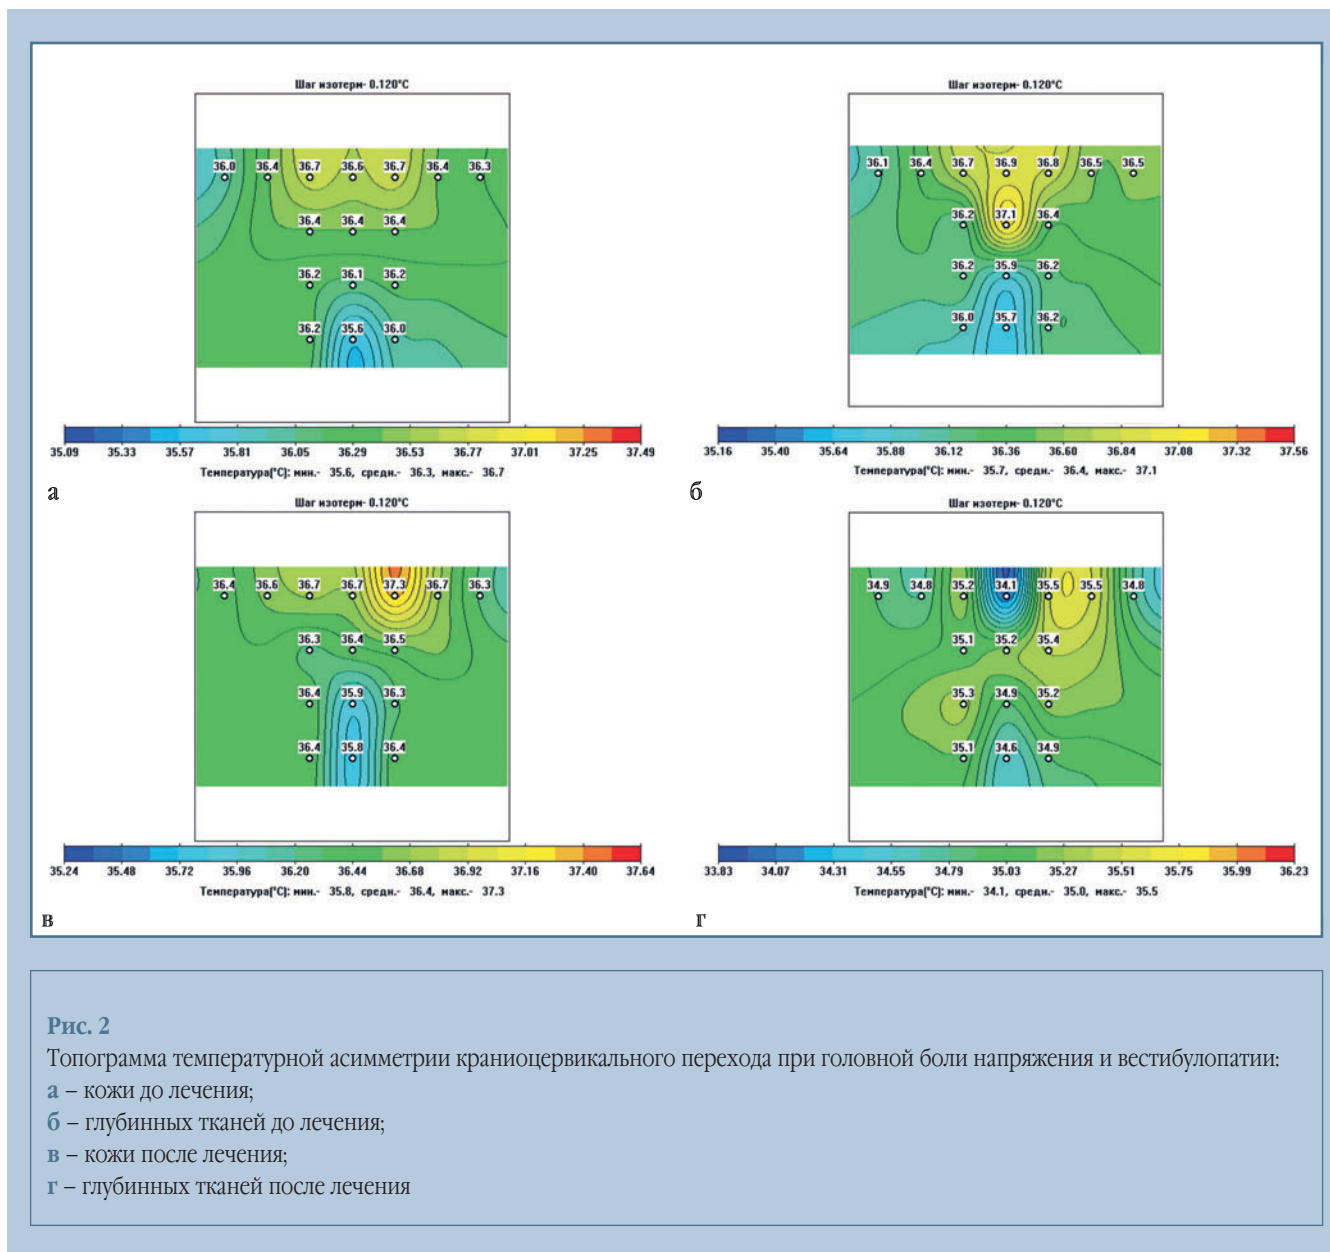 Шаг изотерм- 0.120°C
36.0 36.4 36.7 36.6 36.7 36.4 36.3
36.4 36.4 36.4
36.2 36.1 36.2
36.2 35.6 36.0
35.09 35.33 35.57 35.81 36.05 36.29 36.53 36.77 37.01 37.25 37.49
Температура(°C): мин.- 35.6, средн.- 36.3, макс.- 36.7
а
Шаг изотерм- 0.120°C
36.1 36.4 36.7 36.9 36.8 36.5 36.5
36.2 37.1 36.4
36.2 35.9 36.2
36.0 35.7 36.2
35.16 35.40 35.64 35.88 36.12 36.36 36.60 36.84 37.08 37.32 37.56
Температура(°C): мин.- 35.7, средн.- 36.4, макс.- 37.1
б
Шаг изотерм- 0.120°C
36.4 36.6 36.7 36.7 37.3 36.7 36.3
36.3 36.4 36.5
36.4 35.9 36.3
36.4 35.8 36.4
35.24 35.48 35.72 35.96 36.20 36.44 36.68 36.92 37.16 37.40 37.64
Температура(°C): мин.- 35.8, средн.- 36.4, макс.- 37.3
в
Шаг изотерм- 0.120°C
34.9 34.8 35.2 34.1 35.5 35.5 34.8
35.1 35.2 35.4
35.3 34.9 35.2
35.1 34.6 34.9
33.83 34.07 34.31 34.55 34.79 35.03 35.27 35.51 35.75 35.99 36.23
Температура(°C): мин.- 34.1, средн.- 35.0, макс.- 35.5
г
Рис. 2
Топограмма температурной асимметрии краниоцервикального перехода при головной боли напряжения и вестибулопатии:
а – кожи до лечения;
б – глубинных тканей до лечения;
в – кожи после лечения;
г – глубинных тканей после лечения